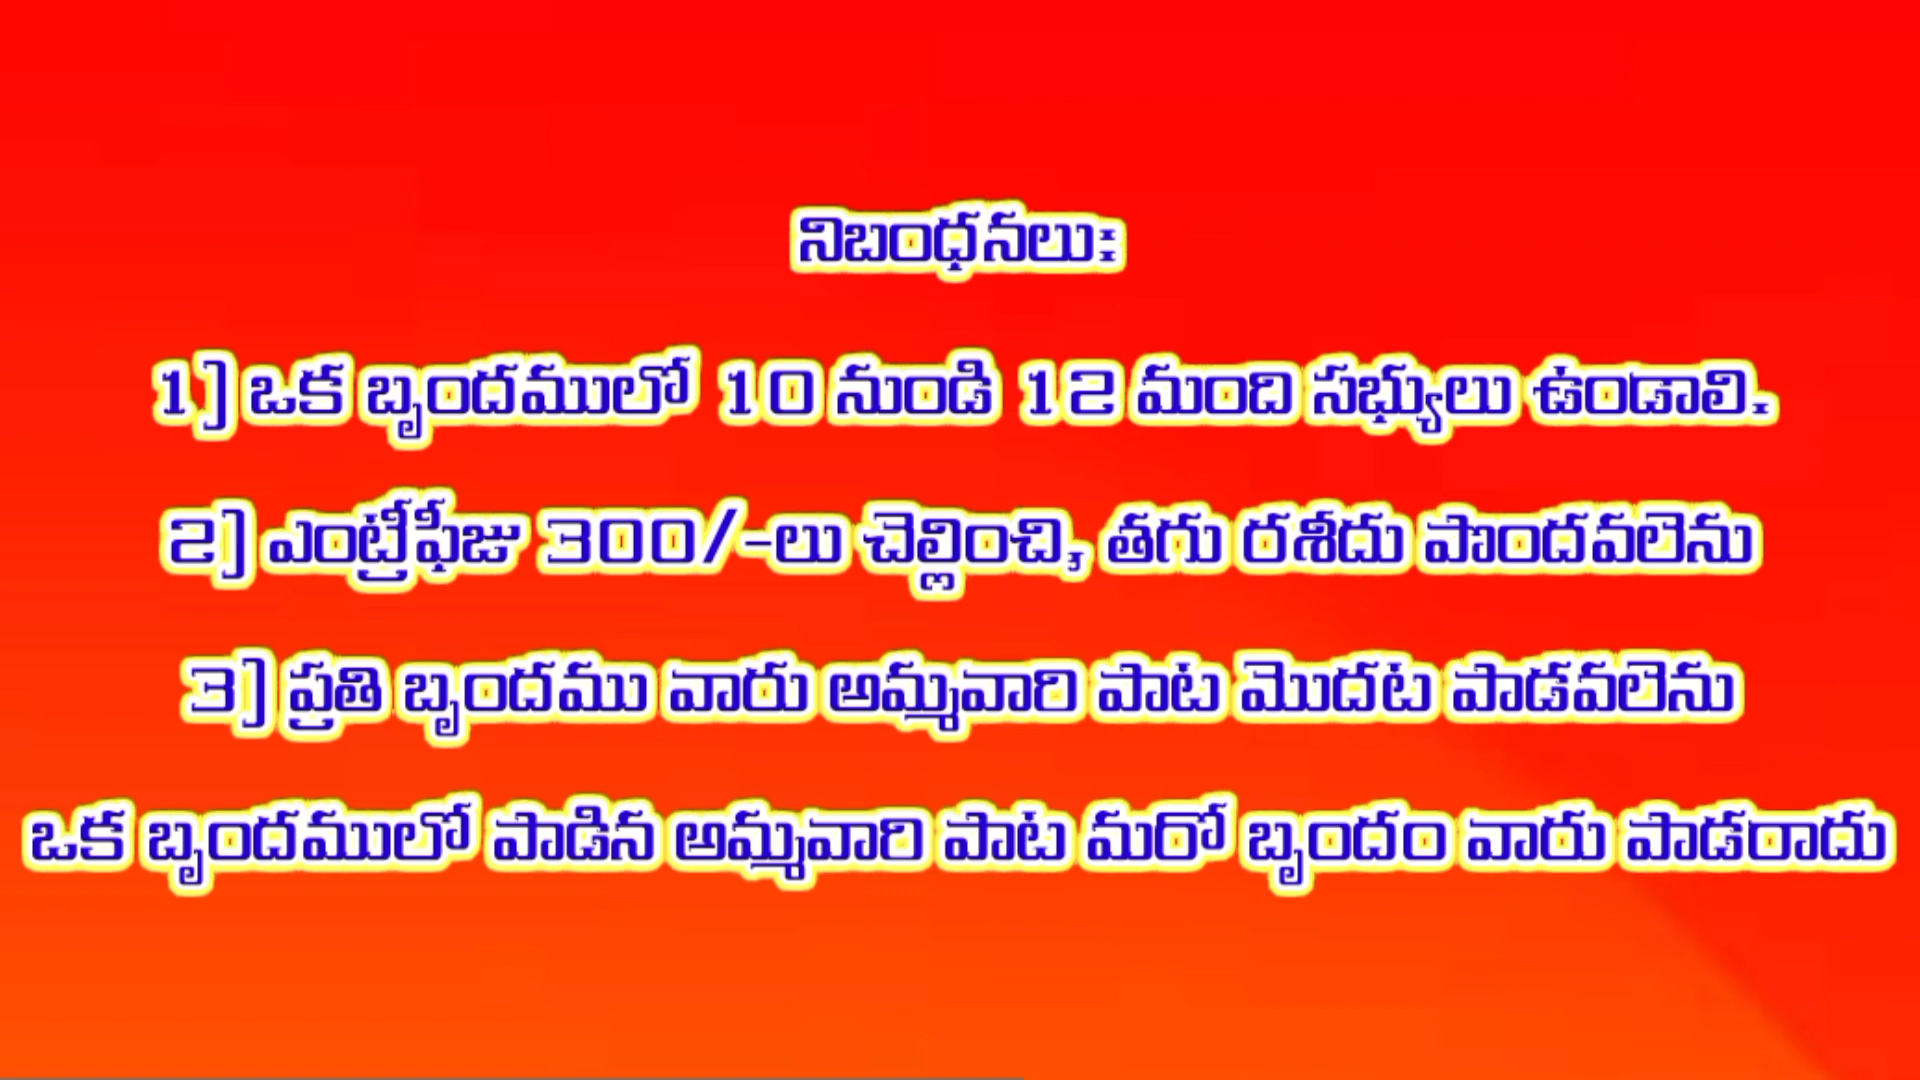 నిబంధనలు:
1] ఒక బృందములో 10 నుండి 12 మంది సభ్యులు ఉండాలి.
2] ఎంట్రీఫీజు 300/-లు చెల్లించి, తగు రశీదు పొందవలెను
3] ప్రతి బృందము వారు అమ్మవారి పాట మొదట పాడవలెను
ఒక బృందములో పాడిన అమ్మవారి పాట మరో బృందం వారు పాడరాదు